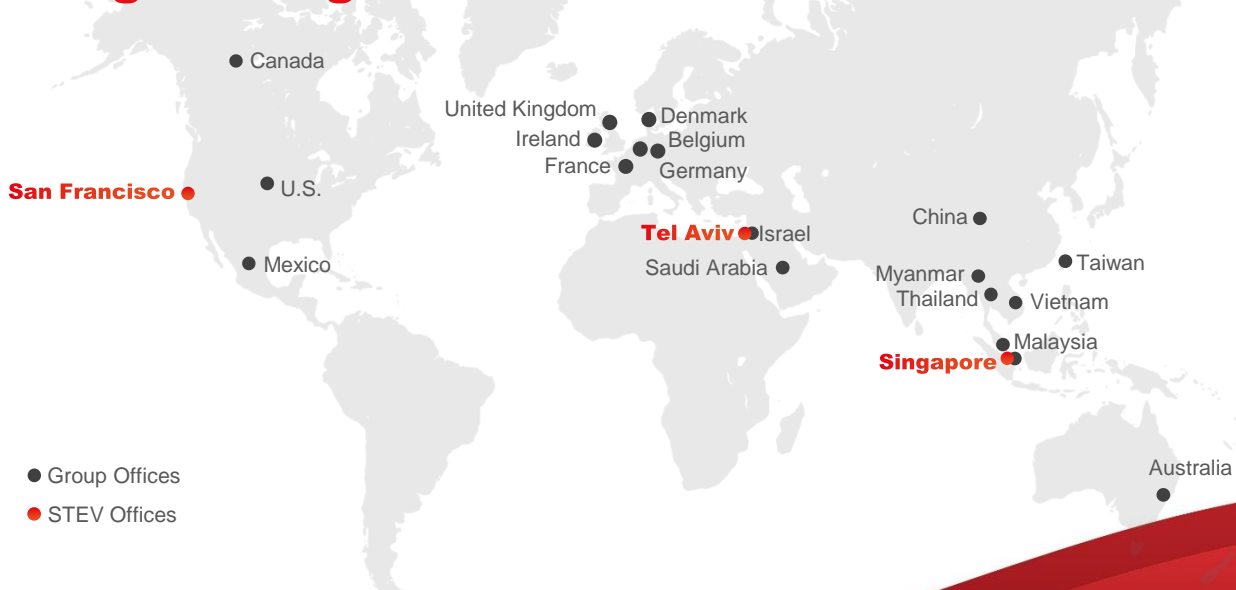 Canada
United Kingdom
Denmark
Ireland
Belgium
France
Germany
San Francisco
U.S.
China
Tel Aviv
Israel
Mexico
Saudi Arabia
Taiwan
Myanmar
Thailand
Vietnam
Malaysia
Singapore
Australia
Group Offices
STEV Offices